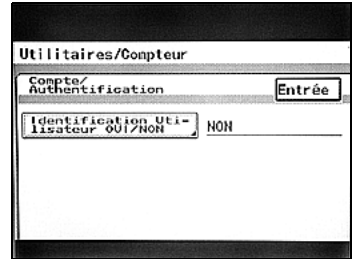 Utilitaires/Compteur
Compte/
Authentification
Entrée
Identification Uti-
lisateur OUI/NON
NON